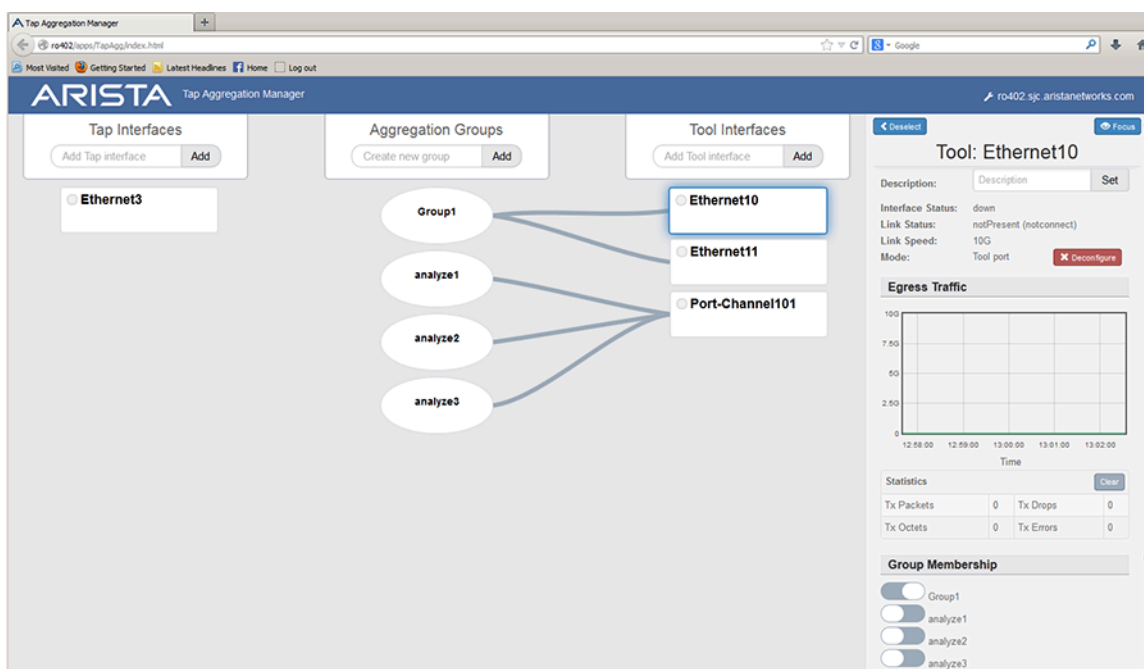 Tap Aggregation Manager
ro402/apps/TapAgg/index.html
Google
Most Visited Getting Started Latest Headlines Home Log out
ARISTA Tap Aggregation Manager
ro402.sjc.aristanetworks.com
Tap Interfaces
Add Tap interface Add
Ethernet3
Aggregation Groups
Create new group Add
Group1
analyze1
analyze2
analyze3
Tool Interfaces
Add Tool interface Add
Ethernet10
Ethernet11
Port-Channel101
Deselect Focus
Tool: Ethernet10
Description: Description Set
Interface Status: down
Link Status: notPresent (notconnect)
Link Speed: 10G
Mode: Tool port Deconfigure
Egress Traffic
10G
7.5G
5G
2.5G
0
12:58:00 12:59:00 13:00:00 13:01:00 13:02:00
Time
Statistics Clear
Tx Packets 0 Tx Drops 0
Tx Octets 0 Tx Errors 0
Group Membership
Group1
analyze1
analyze2
analyze3